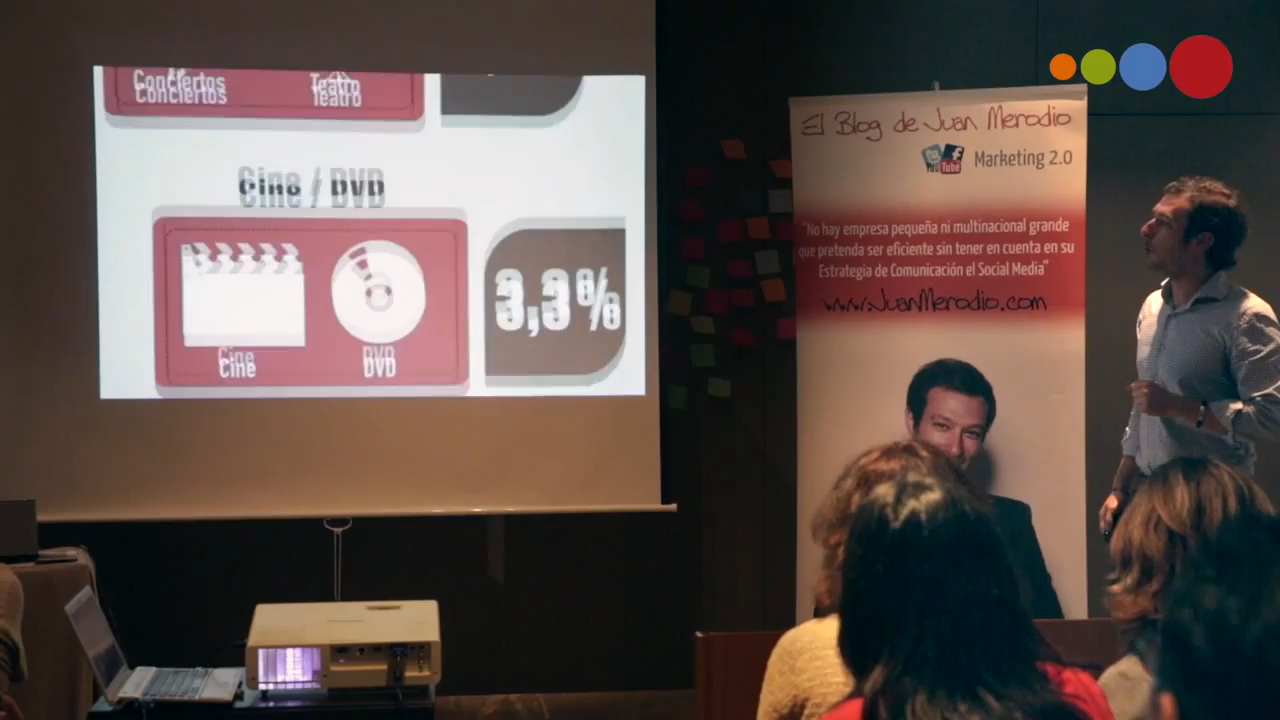 Conciertos
Teatro
Cine / DVD
3,3%
Cine
DVD
El Blog de Juan Merodio
You Tube
Marketing 2.0
"No hay empresa pequeña ni multinacional grande
que pretenda ser eficiente sin tener en cuenta en su
Estrategia de Comunicación el Social Media"
www.JuanMerodio.com